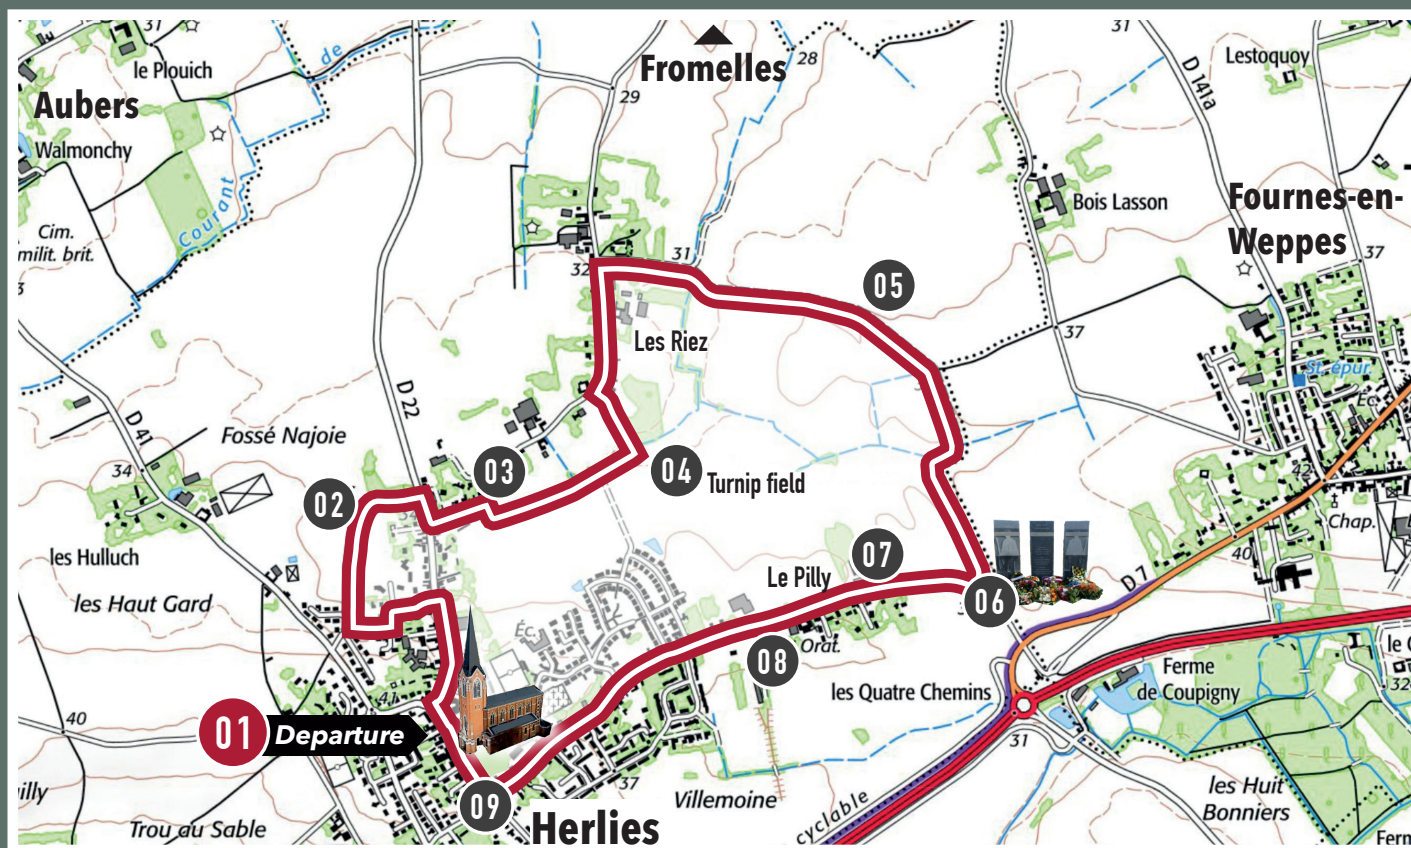 31
le Plouich
de
Fromelles
28
31
Lestoquoy
D 141a
Aubers
29
Walmonchy
Courant
Bois Lasson
Fournes-en-
Weppes
Cim.
milit. brit.
31
37
32
05
37
Les Riez
St. épur.
Éc.
D 22
D 41
Fossé Najoie
34
03
04
Turnip field
42
02
Chap.
les Hulluch
D 7
40
Le Pilly
07
les Haut Gard
06
Éc.
Orat.
08
Ferme
de Coupigny
les Quatre Chemins
41
32
40
01
Departure
31
37
les Huit
Bonniers
09
Villemoine
Trou au Sable
Herlies
cyclable